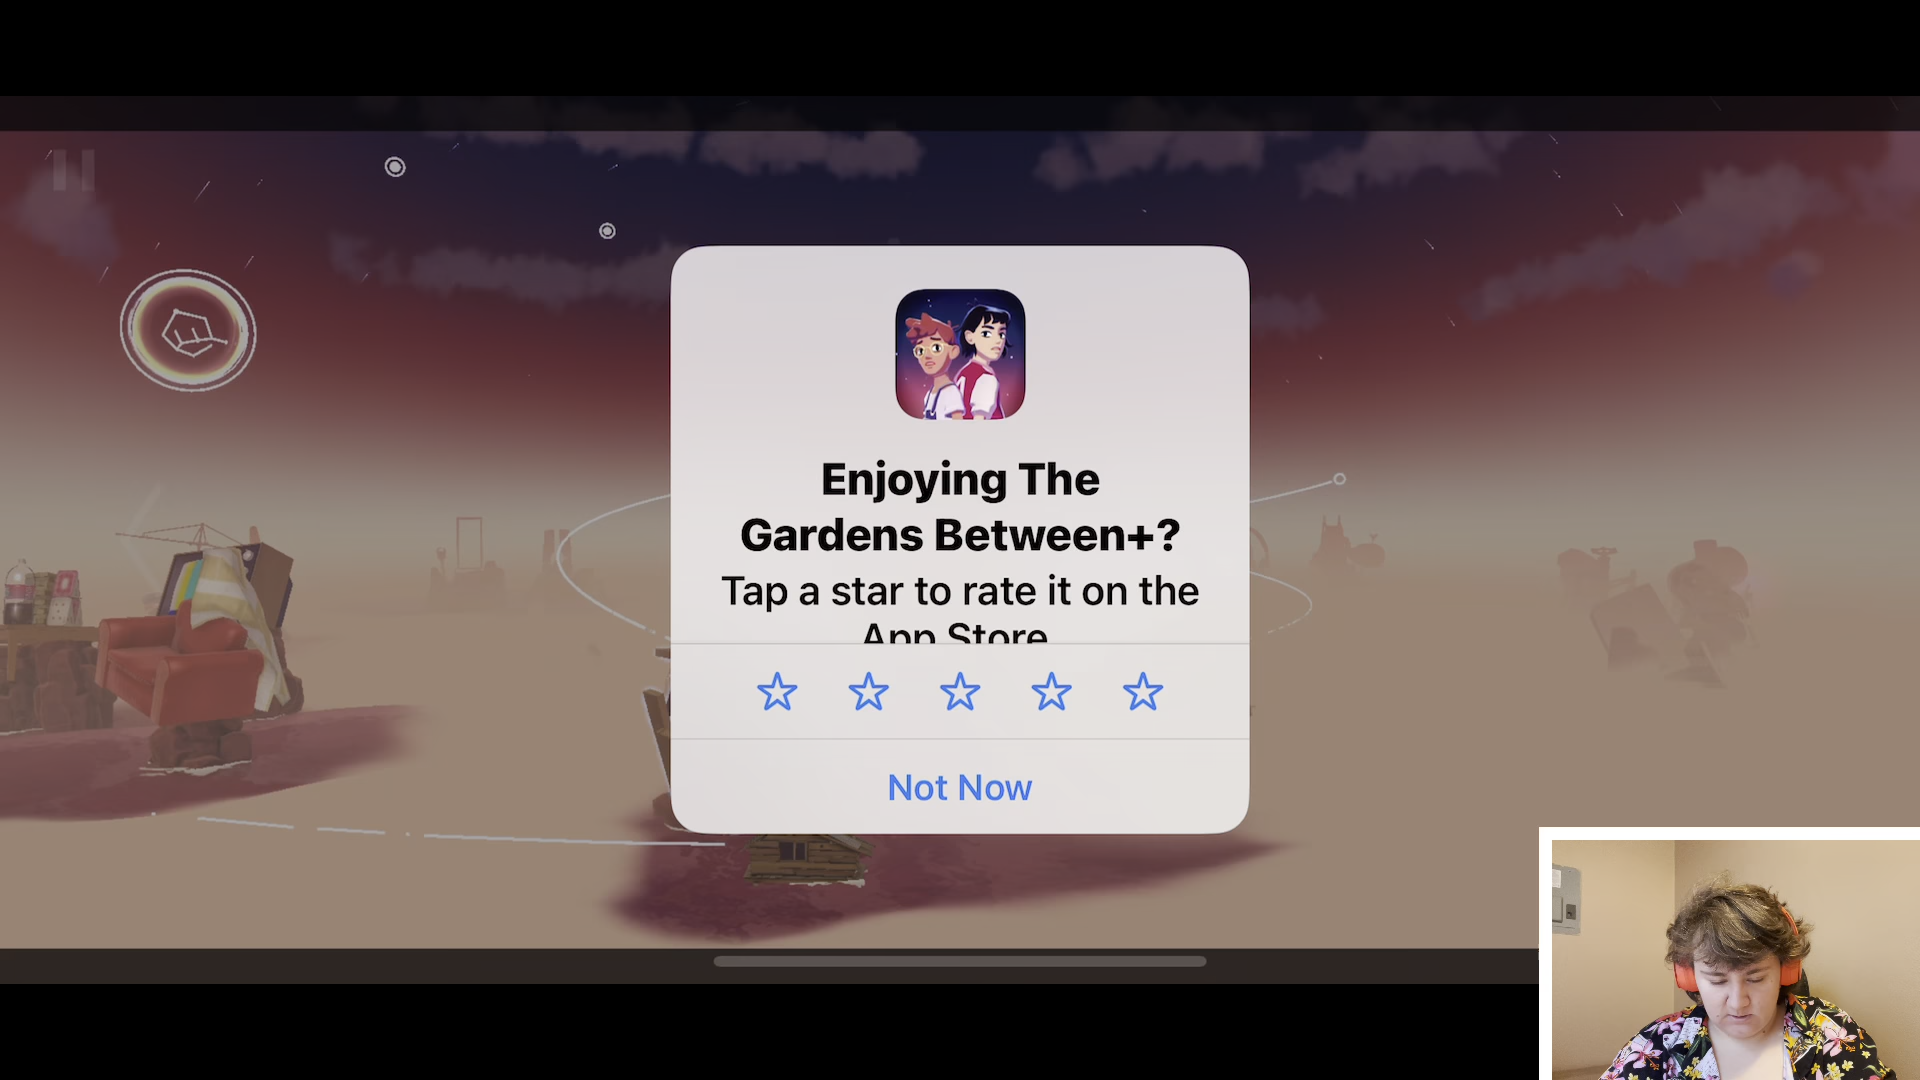 Enjoying The
Gardens Between+?
Tap a star to rate it on the
App Store.
Not Now